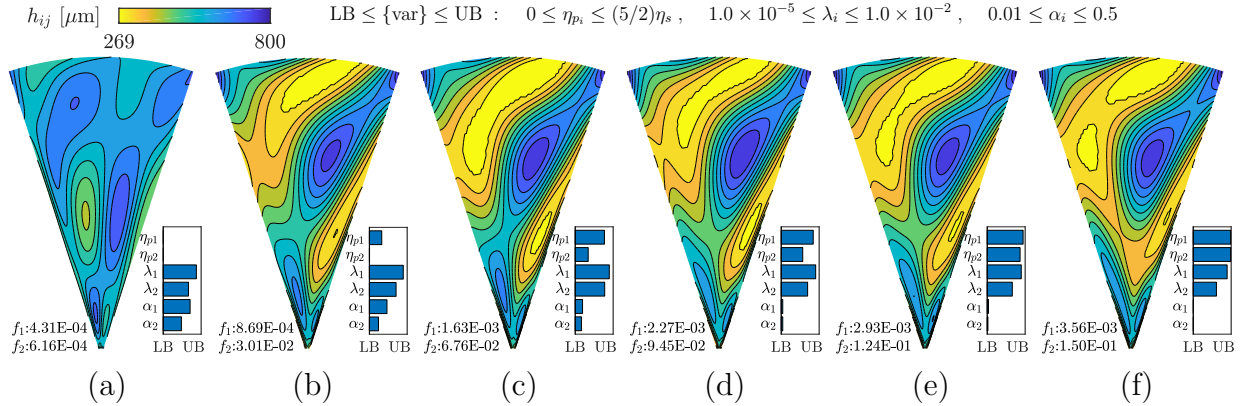 h_{ij} [μm] LB ≤ {var} ≤ UB : 0 ≤ η_{p_i} ≤ (5/2)η_s , 1.0 × 10^{-5} ≤ λ_i ≤ 1.0 × 10^{-2} , 0.01 ≤ α_i ≤ 0.5
269 800
η_{p1} η_{p1} η_{p1} η_{p1} η_{p1} η_{p1}
η_{p2} η_{p2} η_{p2} η_{p2} η_{p2} η_{p2}
λ_1 λ_1 λ_1 λ_1 λ_1 λ_1
λ_2 λ_2 λ_2 λ_2 λ_2 λ_2
α_1 α_1 α_1 α_1 α_1 α_1
α_2 α_2 α_2 α_2 α_2 α_2
f_1:4.31E-04 f_1:8.69E-04 f_1:1.63E-03 f_1:2.27E-03 f_1:2.93E-03 f_1:3.56E-03
f_2:6.16E-04 f_2:3.01E-02 f_2:6.76E-02 f_2:9.45E-02 f_2:1.24E-01 f_2:1.50E-01
LB UB LB UB LB UB LB UB LB UB LB UB
(a) (b) (c) (d) (e) (f)